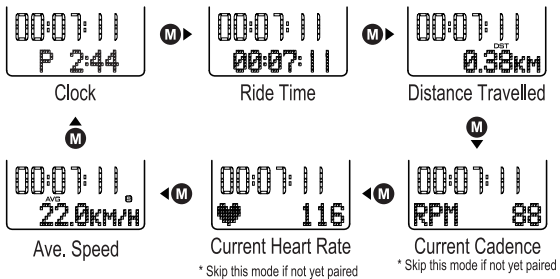 00:07:11
P 2:44
Clock
M
00:07:11
00:07:11
Ride Time
M
00:07:11
DST
0.38KM
Distance Travelled
M
M
00:07:11
AVG
22.0KM/H
Ave. Speed
M
00:07:11
116
Current Heart Rate
* Skip this mode if not yet paired
M
00:07:11
RPM 88
Current Cadence
* Skip this mode if not yet paired